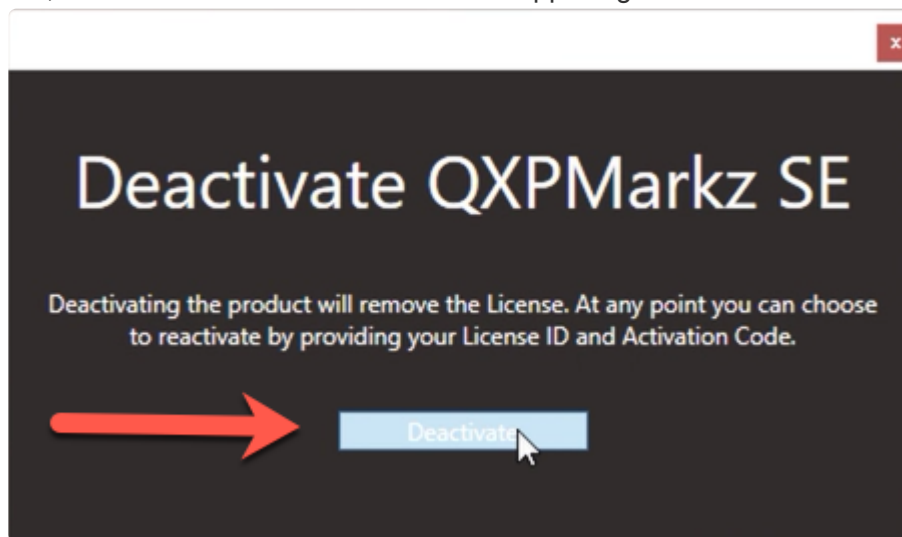 x
Deactivate QXPMarkz SE
Deactivating the product will remove the License. At any point you can choose
to reactivate by providing your License ID and Activation Code.
Deactivate